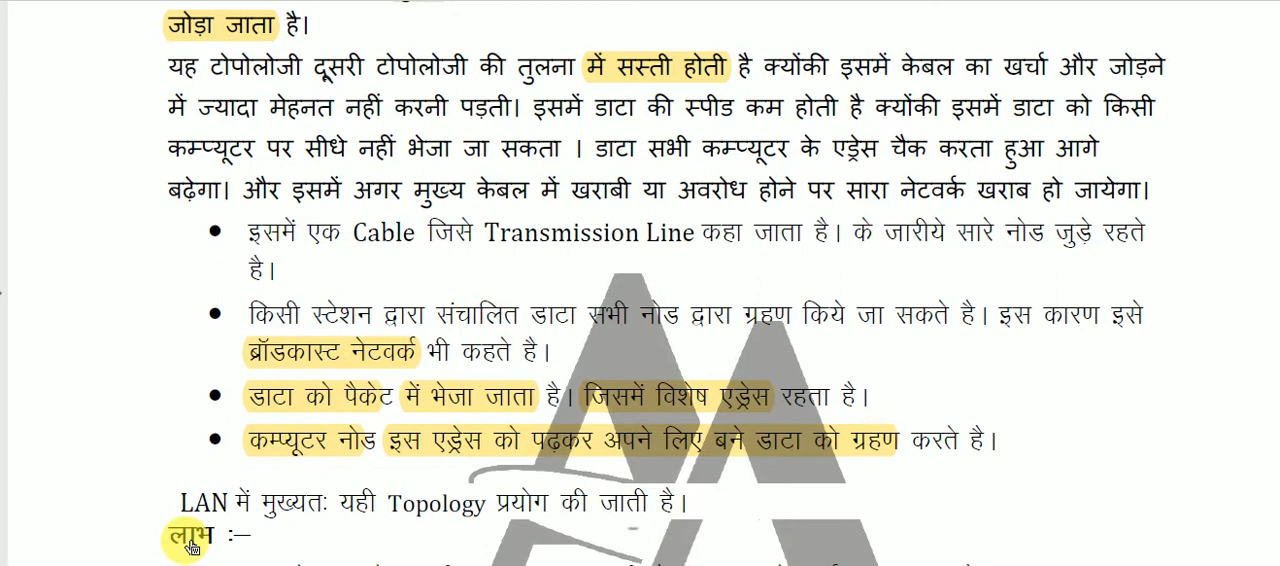 जोड़ा जाता है।
यह टोपोलोजी दूसरी टोपोलोजी की तुलना में सस्ती होती है क्योंकी इसमें केबल का खर्चा और जोड़ने
में ज्यादा मेहनत नहीं करनी पड़ती। इसमें डाटा की स्पीड कम होती है क्योंकी इसमें डाटा को किसी
कम्प्यूटर पर सीधे नहीं भेजा जा सकता । डाटा सभी कम्प्यूटर के एड्रेस चैक करता हुआ आगे
बढ़ेगा। और इसमें अगर मुख्य केबल में खराबी या अवरोध होने पर सारा नेटवर्क खराब हो जायेगा।
• इसमें एक Cable जिसे Transmission Line कहा जाता है। के जारीये सारे नोड जुड़े रहते
है।
• किसी स्टेशन द्वारा संचालित डाटा सभी नोड द्वारा ग्रहण किये जा सकते है। इस कारण इसे
ब्रॉडकास्ट नेटवर्क भी कहते है।
• डाटा को पैकेट में भेजा जाता है। जिसमें विशेष एड्रेस रहता है।
• कम्प्यूटर नोड इस एड्रेस को पढ़कर अपने लिए बने डाटा को ग्रहण करते है।
LAN में मुख्यतः यही Topology प्रयोग की जाती है।
लाभ :–